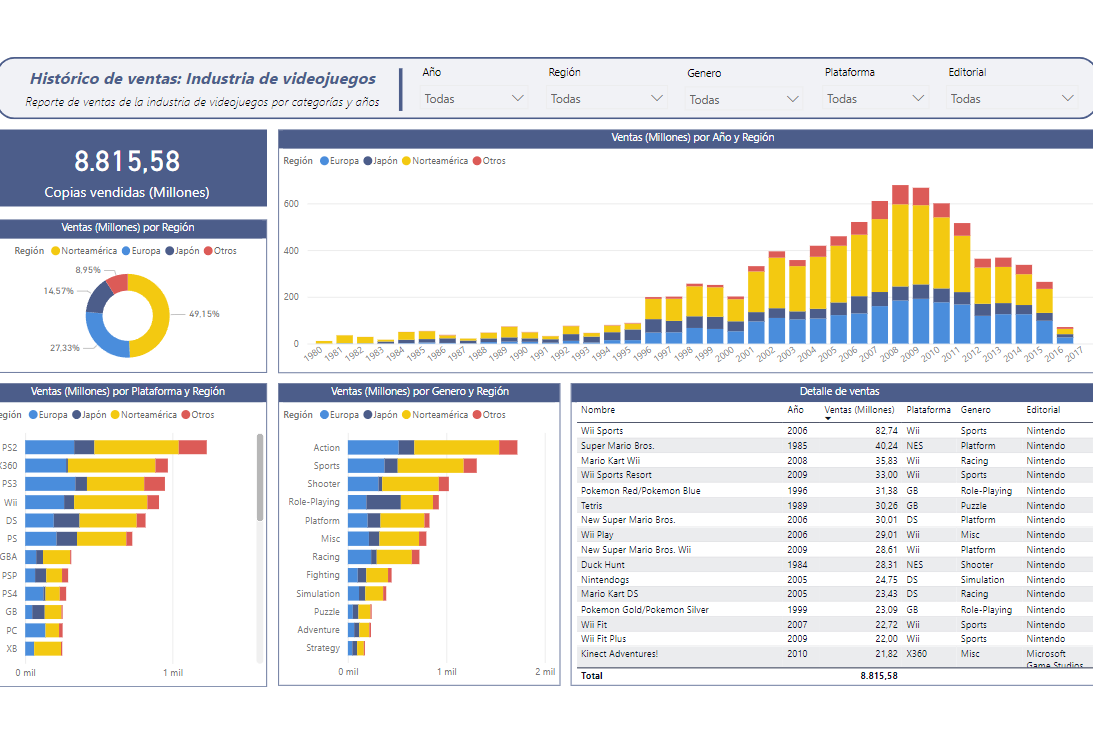 Histórico de ventas: Industria de videojuegos
Reporte de ventas de la industria de videojuegos por categorías y años
Año Región Genero Plataforma Editorial
Todas Todas Todas Todas Todas
8.815,58
Copias vendidas (Millones)
Ventas (Millones) por Región
Región Norteamérica Europa Japón Otros
8,95%
14,57%
49,15%
27,33%
Ventas (Millones) por Año y Región
Región Europa Japón Norteamérica Otros
600
400
200
0
1980 1981 1982 1983 1984 1985 1986 1987 1988 1989 1990 1991 1992 1993 1994 1995 1996 1997 1998 1999 2000 2001 2002 2003 2004 2005 2006 2007 2008 2009 2010 2011 2012 2013 2014 2015 2016 2017
Ventas (Millones) por Plataforma y Región
egión Europa Japón Norteamérica Otros
PS2
X360
PS3
Wii
DS
PS
GBA
PSP
PS4
GB
PC
XB
0 mil 1 mil
Ventas (Millones) por Genero y Región
Región Europa Japón Norteamérica Otros
Action
Sports
Shooter
Role-Playing
Platform
Misc
Racing
Fighting
Simulation
Puzzle
Adventure
Strategy
0 mil 1 mil 2 mil
Detalle de ventas
Nombre Año Ventas (Millones) Plataforma Genero Editorial
Wii Sports 2006 82,74 Wii Sports Nintendo
Super Mario Bros. 1985 40,24 NES Platform Nintendo
Mario Kart Wii 2008 35,83 Wii Racing Nintendo
Wii Sports Resort 2009 33,00 Wii Sports Nintendo
Pokemon Red/Pokemon Blue 1996 31,38 GB Role-Playing Nintendo
Tetris 1989 30,26 GB Puzzle Nintendo
New Super Mario Bros. 2006 30,01 DS Platform Nintendo
Wii Play 2006 29,01 Wii Misc Nintendo
New Super Mario Bros. Wii 2009 28,61 Wii Platform Nintendo
Duck Hunt 1984 28,31 NES Shooter Nintendo
Nintendogs 2005 24,75 DS Simulation Nintendo
Mario Kart DS 2005 23,43 DS Racing Nintendo
Pokemon Gold/Pokemon Silver 1999 23,09 GB Role-Playing Nintendo
Wii Fit 2007 22,72 Wii Sports Nintendo
Wii Fit Plus 2009 22,00 Wii Sports Nintendo
Kinect Adventures! 2010 21,82 X360 Misc Microsoft
Game Studios
Total 8.815,58